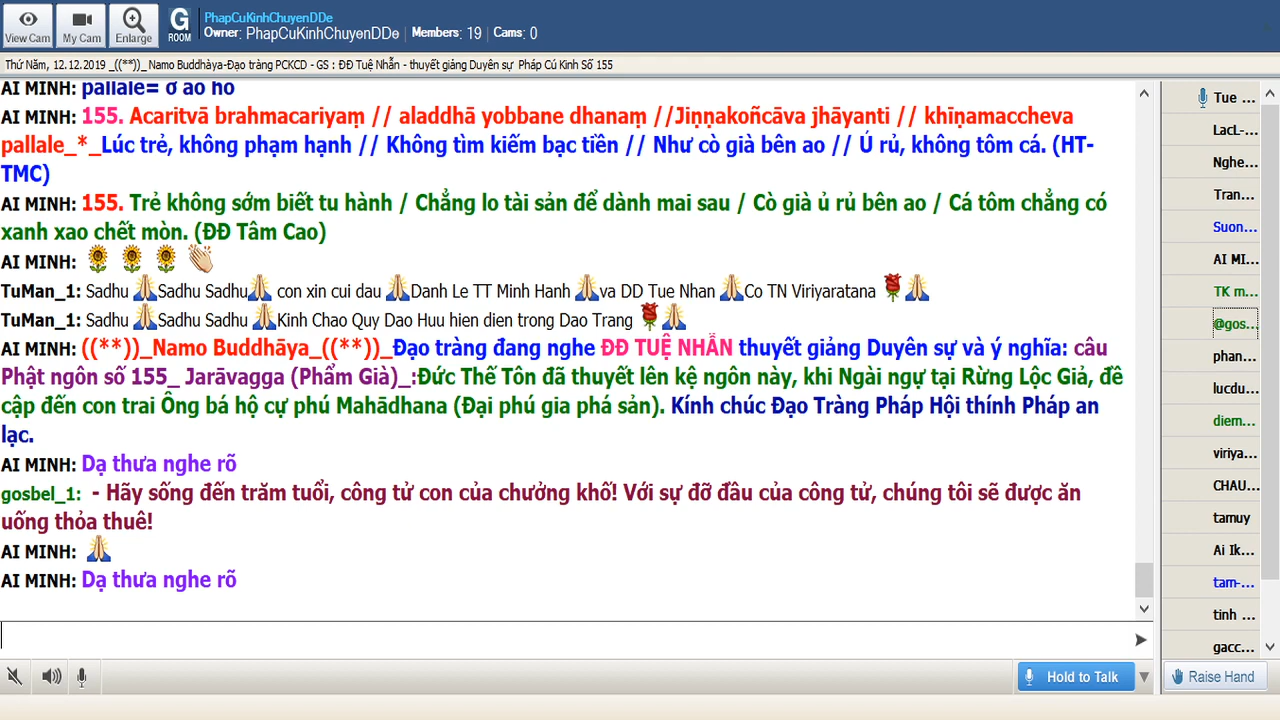 View Cam
My Cam
Enlarge
G
ROOM
PhapCuKinhChuyenDDe
Owner: PhapCuKinhChuyenDDe | Members: 19 | Cams: 0
Thứ Năm, 12.12.2019 _((**))_ Namo Buddhàya-Đạo tràng PCKCD - GS : ĐĐ Tuệ Nhẫn - thuyết giảng Duyên sự Pháp Cú Kinh Số 155
AI MINH: pallale= ở ao hồ
AI MINH: 155. Acaritvā brahmacariyaṃ // aladdhā yobbane dhanaṃ //Jiṇṇakoñcāva jhāyanti // khīṇamaccheva
pallale_*_Lúc trẻ, không phạm hạnh // Không tìm kiếm bạc tiền // Như cò già bên ao // Ủ rủ, không tôm cá. (HT-
TMC)
AI MINH: 155. Trẻ không sớm biết tu hành / Chẳng lo tài sản để dành mai sau / Cò già ủ rủ bên ao / Cá tôm chẳng có
xanh xao chết mòn. (ĐĐ Tâm Cao)
AI MINH:
TuMan_1: Sadhu Sadhu Sadhu con xin cui dau Danh Le TT Minh Hanh va DD Tue Nhan Co TN Viriyaratana
TuMan_1: Sadhu Sadhu Sadhu Kinh Chao Quy Dao Huu hien dien trong Dao Trang
AI MINH: ((**))_Namo Buddhāya_((**))_Đạo tràng đang nghe ĐĐ TUỆ NHẪN thuyết giảng Duyên sự và ý nghĩa: câu
Phật ngôn số 155_ Jarāvagga (Phẩm Già)_:Đức Thế Tôn đã thuyết lên kệ ngôn này, khi Ngài ngự tại Rừng Lộc Giả, đề
cập đến con trai Ông bá hộ cự phú Mahādhana (Đại phú gia phá sản). Kính chúc Đạo Tràng Pháp Hội thính Pháp an
lạc.
AI MINH: Dạ thưa nghe rõ
gosbel_1: - Hãy sống đến trăm tuổi, công tử con của chưởng khố! Với sự đỡ đầu của công tử, chúng tôi sẽ được ăn
uống thỏa thuê!
AI MINH:
AI MINH: Dạ thưa nghe rõ
Hold to Talk
Tue ...
LacL-...
Nghe...
Tran...
Suon...
AI MI...
TK m...
@gos...
phan...
lucdu...
diem...
viriya...
CHAU...
tamuy
Ai Ik...
tam-...
tinh ...
gacc...
Raise Hand